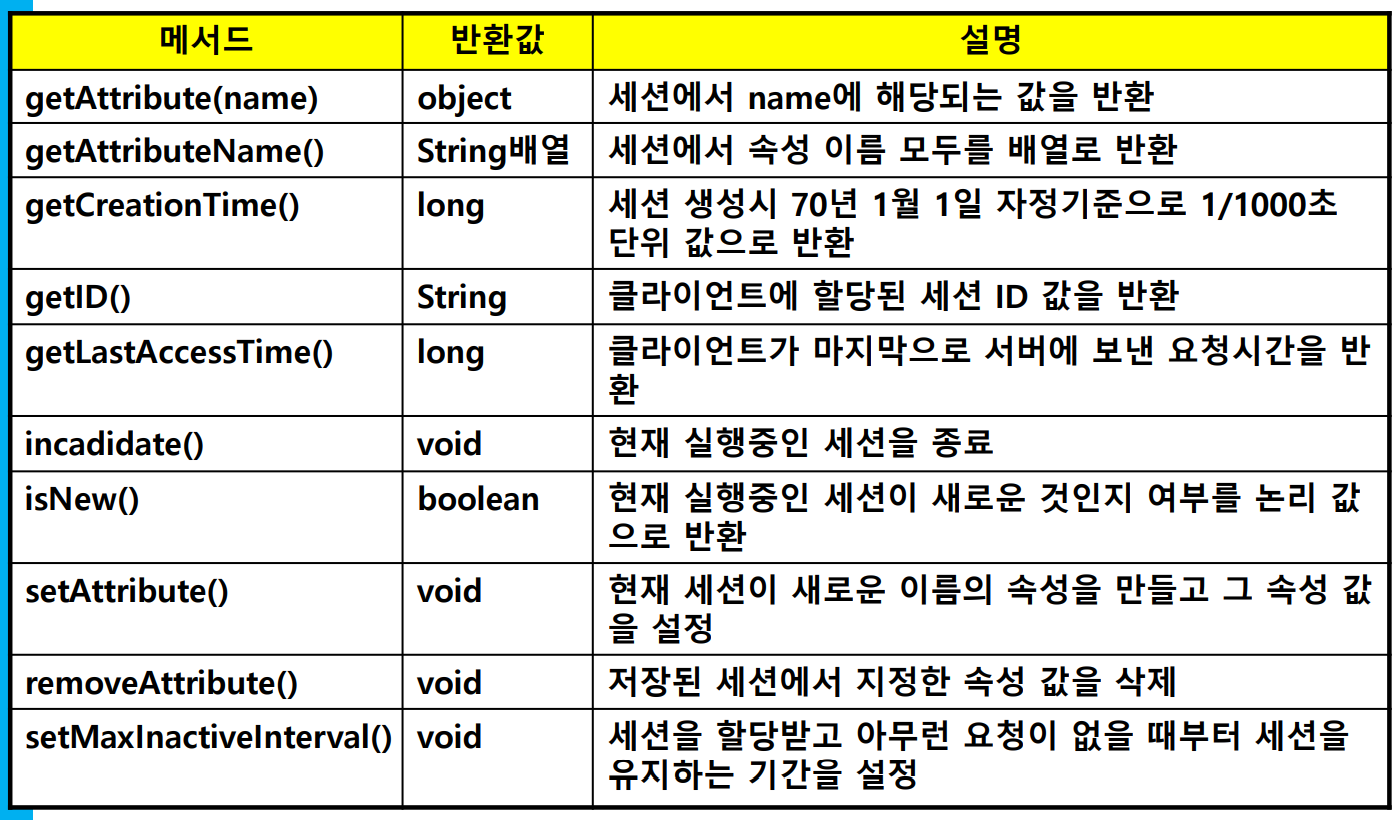 메서드 반환값 설명
getAttribute(name) object 세션에서 name에 해당되는 값을 반환
getAttributeName() String배열 세션에서 속성 이름 모두를 배열로 반환
getCreationTime() long 세션 생성시 70년 1월 1일 자정기준으로 1/1000초
단위 값으로 반환
getID() String 클라이언트에 할당된 세션 ID 값을 반환
getLastAccessTime() long 클라이언트가 마지막으로 서버에 보낸 요청시간을 반
환
incadidate() void 현재 실행중인 세션을 종료
isNew() boolean 현재 실행중인 세션이 새로운 것인지 여부를 논리 값
으로 반환
setAttribute() void 현재 세션이 새로운 이름의 속성을 만들고 그 속성 값
을 설정
removeAttribute() void 저장된 세션에서 지정한 속성 값을 삭제
setMaxInactiveInterval() void 세션을 할당받고 아무런 요청이 없을 때부터 세션을
유지하는 기간을 설정